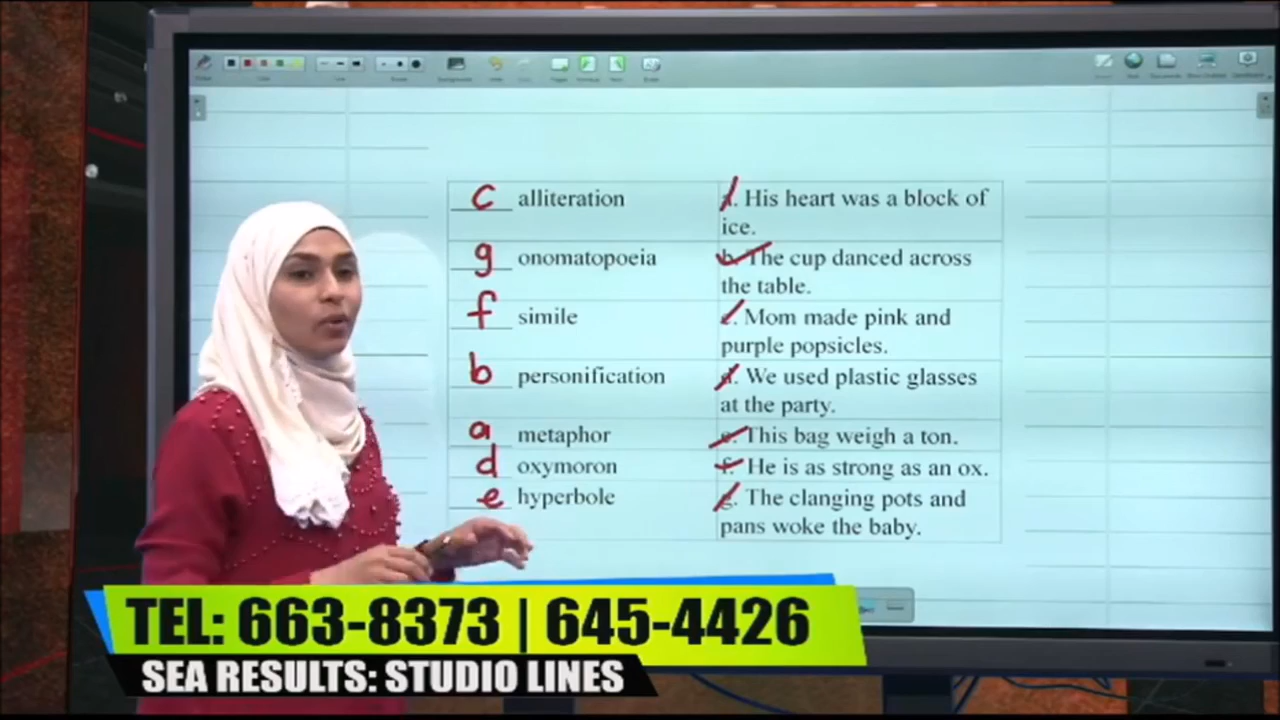 c alliteration
a. His heart was a block of
ice.
g onomatopoeia
b. The cup danced across
the table.
f simile
c. Mom made pink and
purple popsicles.
b personification
d. We used plastic glasses
at the party.
a metaphor
e. This bag weigh a ton.
d oxymoron
f. He is as strong as an ox.
e hyperbole
g. The clanging pots and
pans woke the baby.
TEL: 663-8373 | 645-4426
SEA RESULTS: STUDIO LINES